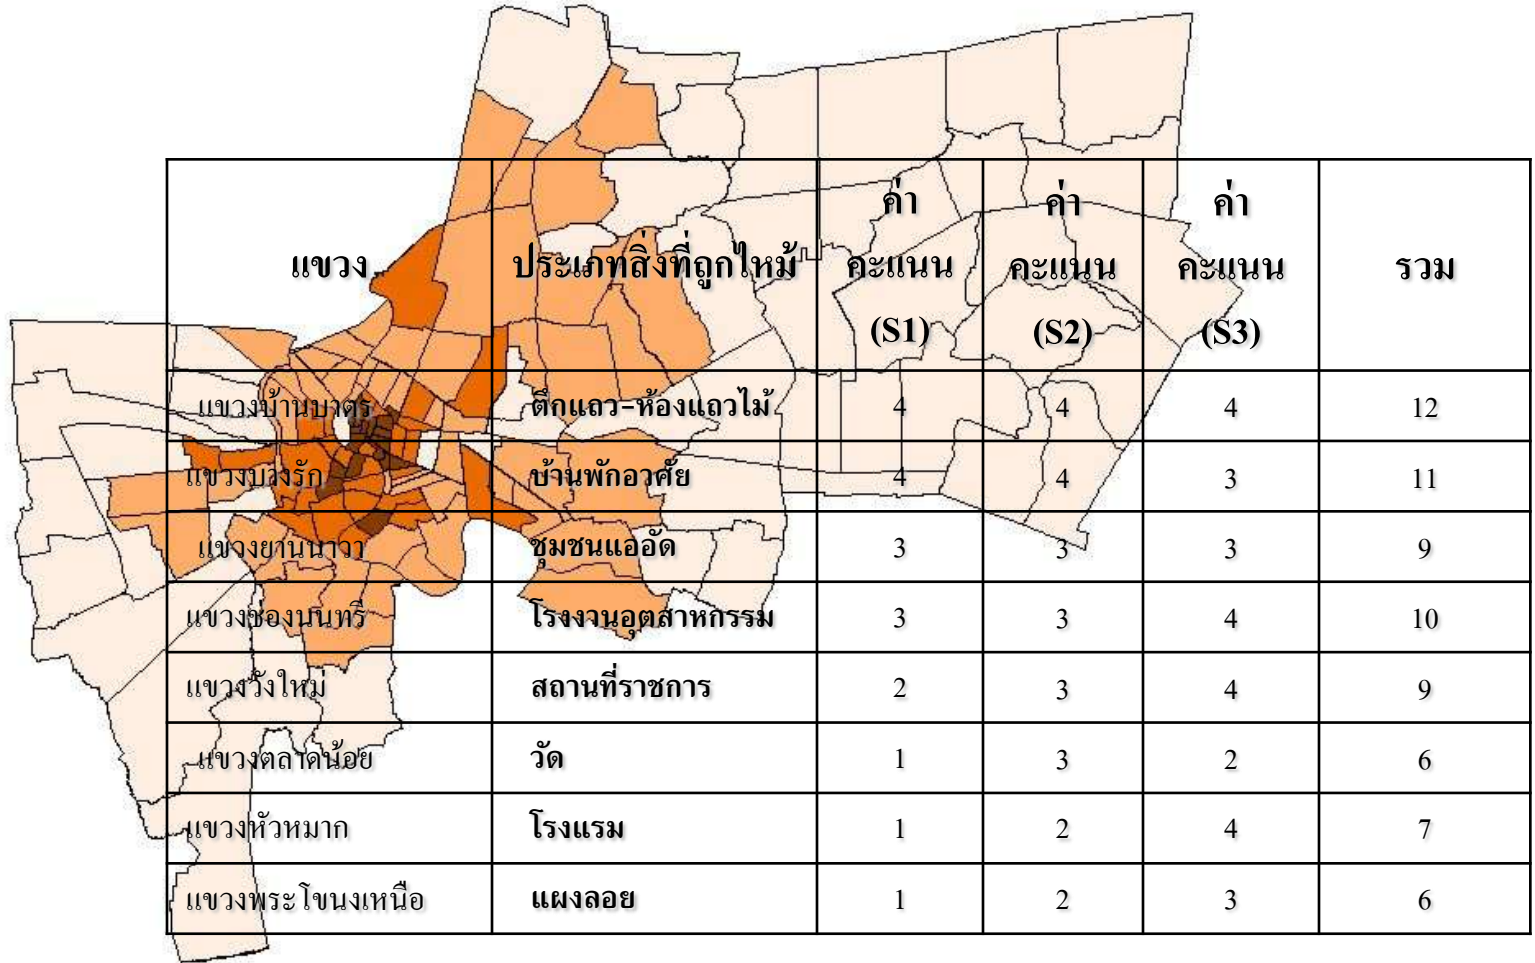 แขวง ประเภทสิ่งที่ถูกไหม้ ค่าคะแนน (S1) ค่าคะแนน (S2) ค่าคะแนน (S3) รวม
แขวงบ้านบาตร ตึกแถว-ห้องแถวไม้ 4 4 4 12
แขวงบางรัก บ้านพักอาศัย 4 4 3 11
แขวงยานนาวา ชุมชนแออัด 3 3 3 9
แขวงช่องนนทรี โรงงานอุตสาหกรรม 3 3 4 10
แขวงวังใหม่ สถานที่ราชการ 2 3 4 9
แขวงตลาดน้อย วัด 1 3 2 6
แขวงหัวหมาก โรงแรม 1 2 4 7
แขวงพระโขนงเหนือ แผงลอย 1 2 3 6